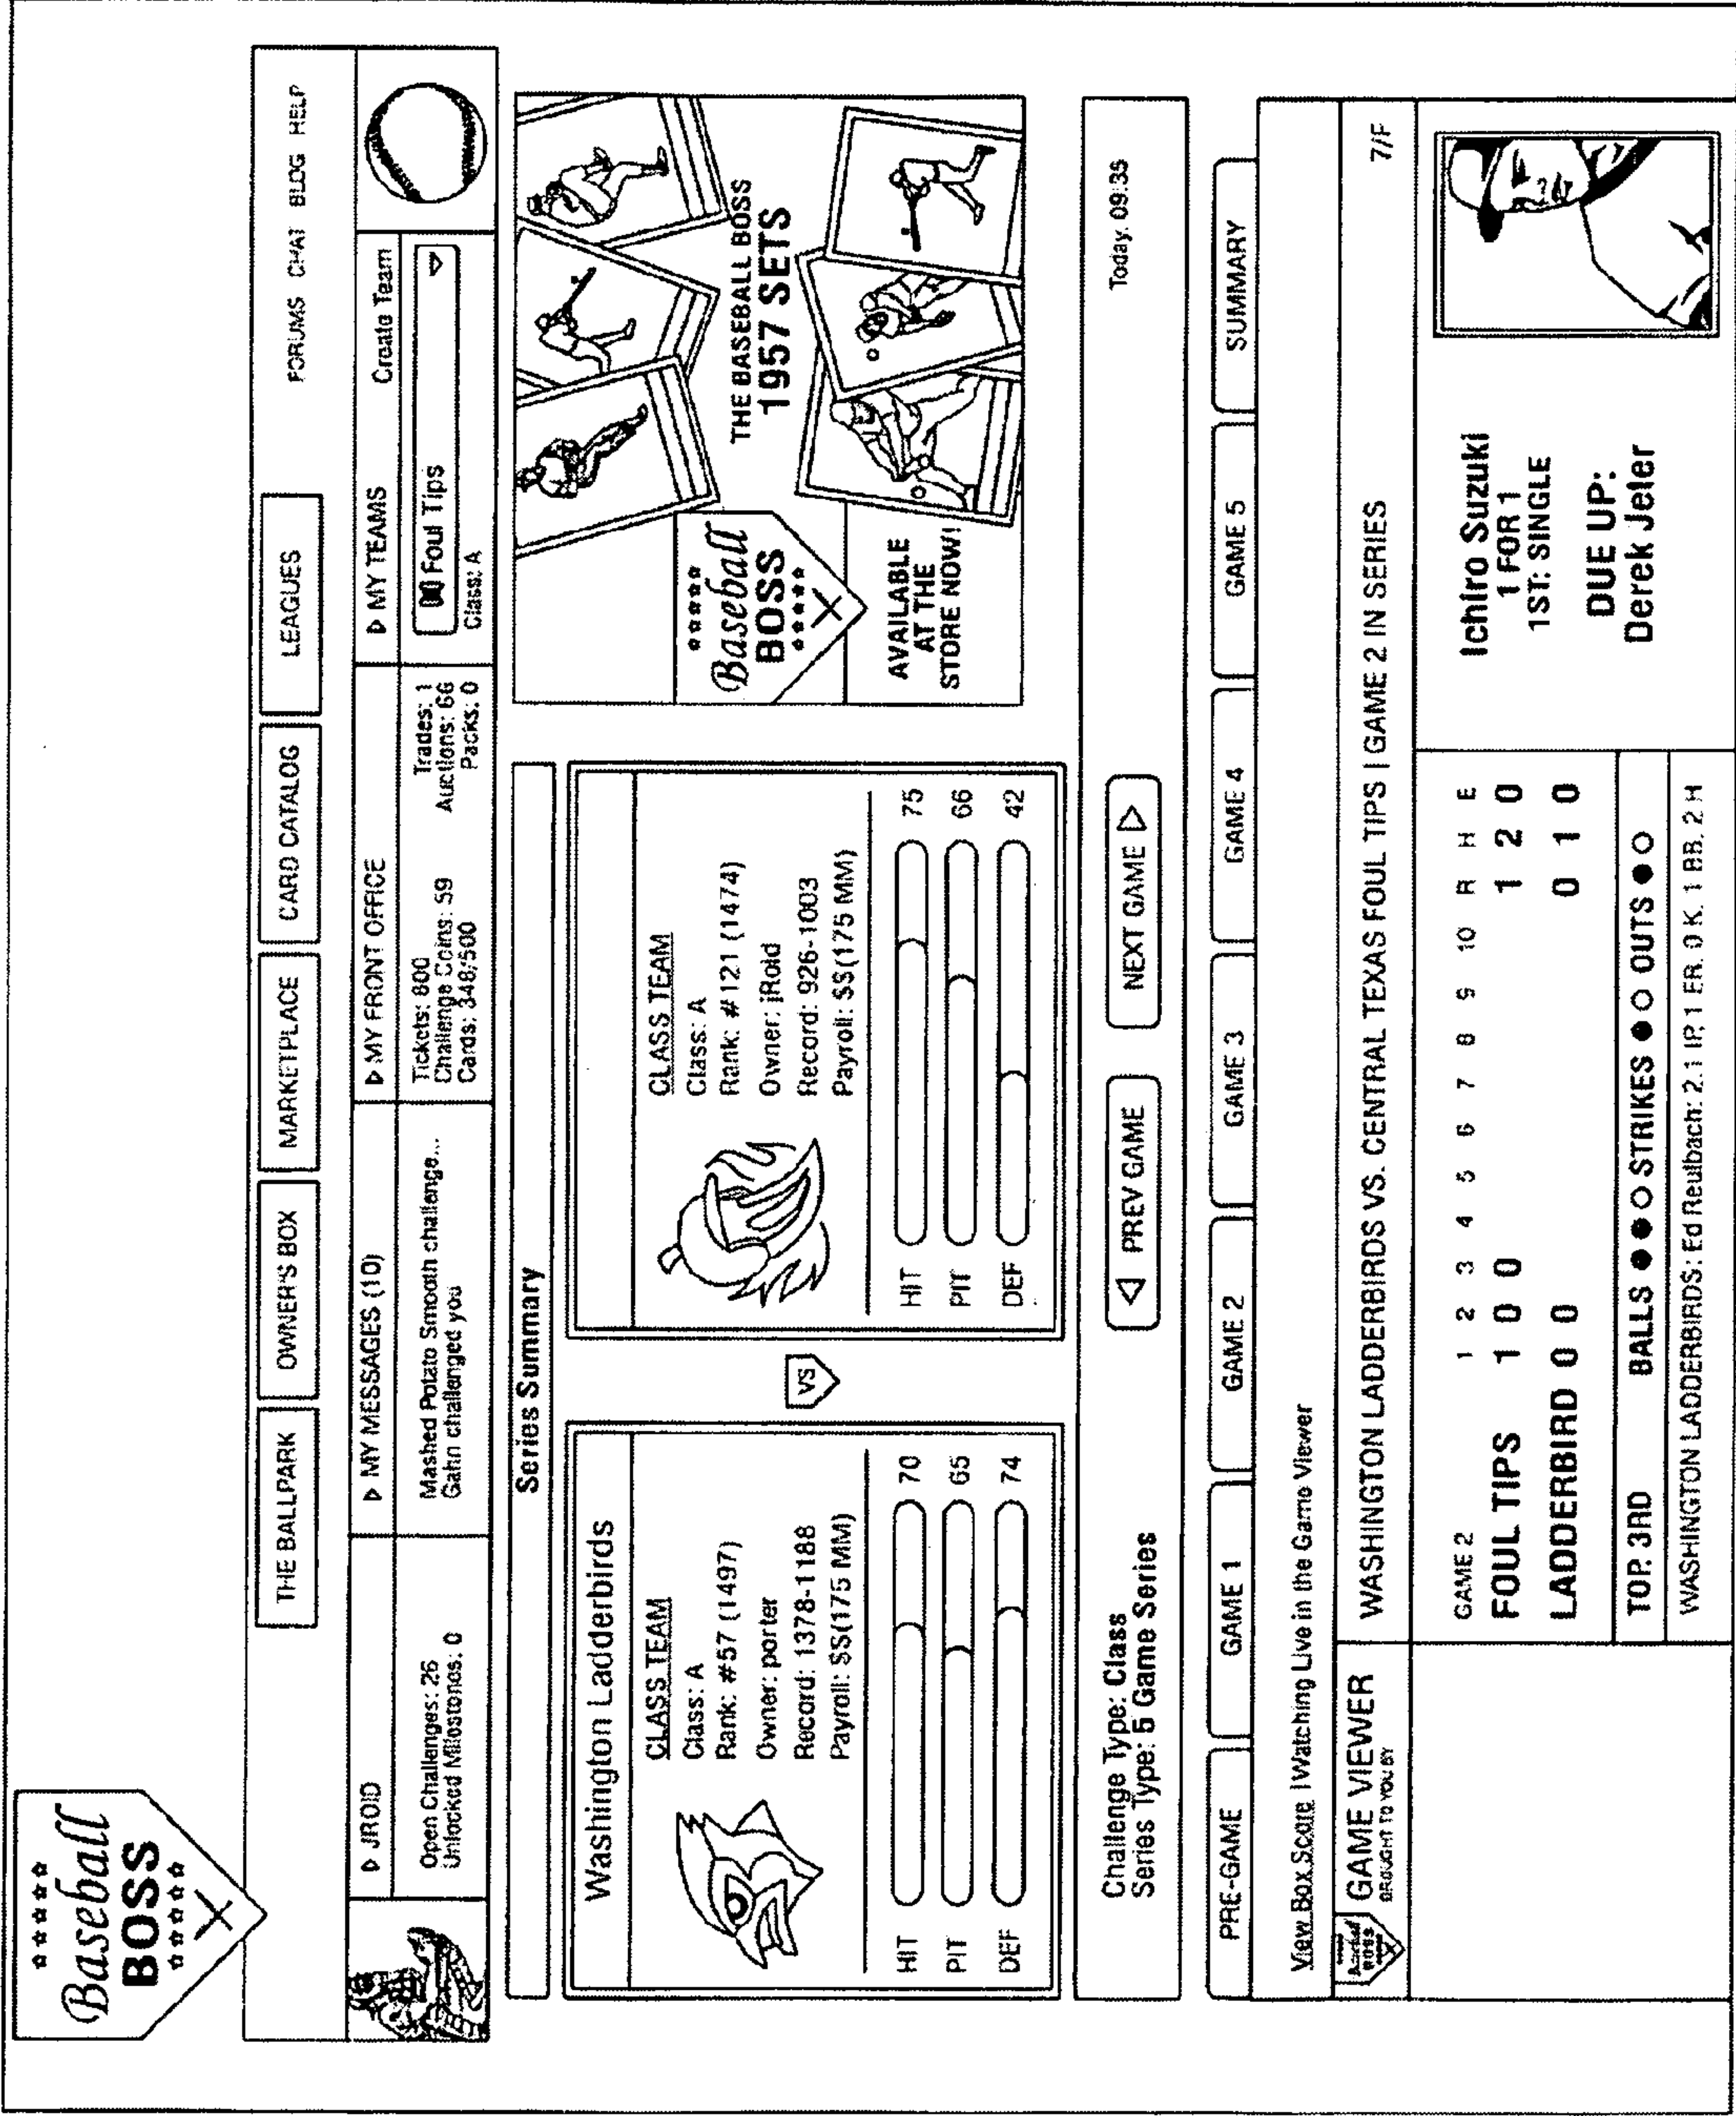 Baseball
BOSS
THE BALLPARK
OWNER'S BOX
MARKETPLACE
CARD CATALOG
LEAGUES
FORUMS CHAT BLOG HELP
JROID
MY MESSAGES (10)
MY FRONT OFFICE
MY TEAMS
Create Team
Open Challenges: 26
Unlocked Milestones: 0
Mashed Potato Smooth challenge...
Gahn challenged you
Tickets: 800
Challenge Coins: 59
Cards: 348/500
Trades: 1
Auctions: 66
Packs: 0
Foul Tips
Class: A
Series Summary
Washington Ladderbirds
CLASS TEAM
Class: A
Rank: #57 (1497)
Owner: porter
Record: 1378-1188
Payroll: $$(175 MM)
HIT 70
PIT 65
DEF 74
VS
CLASS TEAM
Class: A
Rank: #121 (1474)
Owner: jRoid
Record: 926-1003
Payroll: $$(175 MM)
HIT 75
PIT 66
DEF 42
Baseball
BOSS
AVAILABLE
AT THE
STORE NOW!
THE BASEBALL BOSS
1957 SETS
Challenge Type: Class
Series Type: 5 Game Series
PREV GAME
NEXT GAME
Today, 09:35
PRE-GAME
GAME 1
GAME 2
GAME 3
GAME 4
GAME 5
SUMMARY
View Box Score | Watching Live in the Game Viewer
Baseball
BOSS
GAME VIEWER
BROUGHT TO YOU BY
WASHINGTON LADDERBIRDS VS. CENTRAL TEXAS FOUL TIPS | GAME 2 IN SERIES
7/F
GAME 2 1 2 3 4 5 6 7 8 9 10 R H E
FOUL TIPS 1 0 0 1 2 0
LADDERBIRD 0 0 0 1 0
TOP. 3RD BALLS STRIKES OUTS
WASHINGTON LADDERBIRDS: Ed Reulbach: 2.1 IP, 1 ER, 0 K, 1 BB, 2 H
Ichiro Suzuki
1 FOR 1
1ST: SINGLE
DUE UP:
Derek Jeter